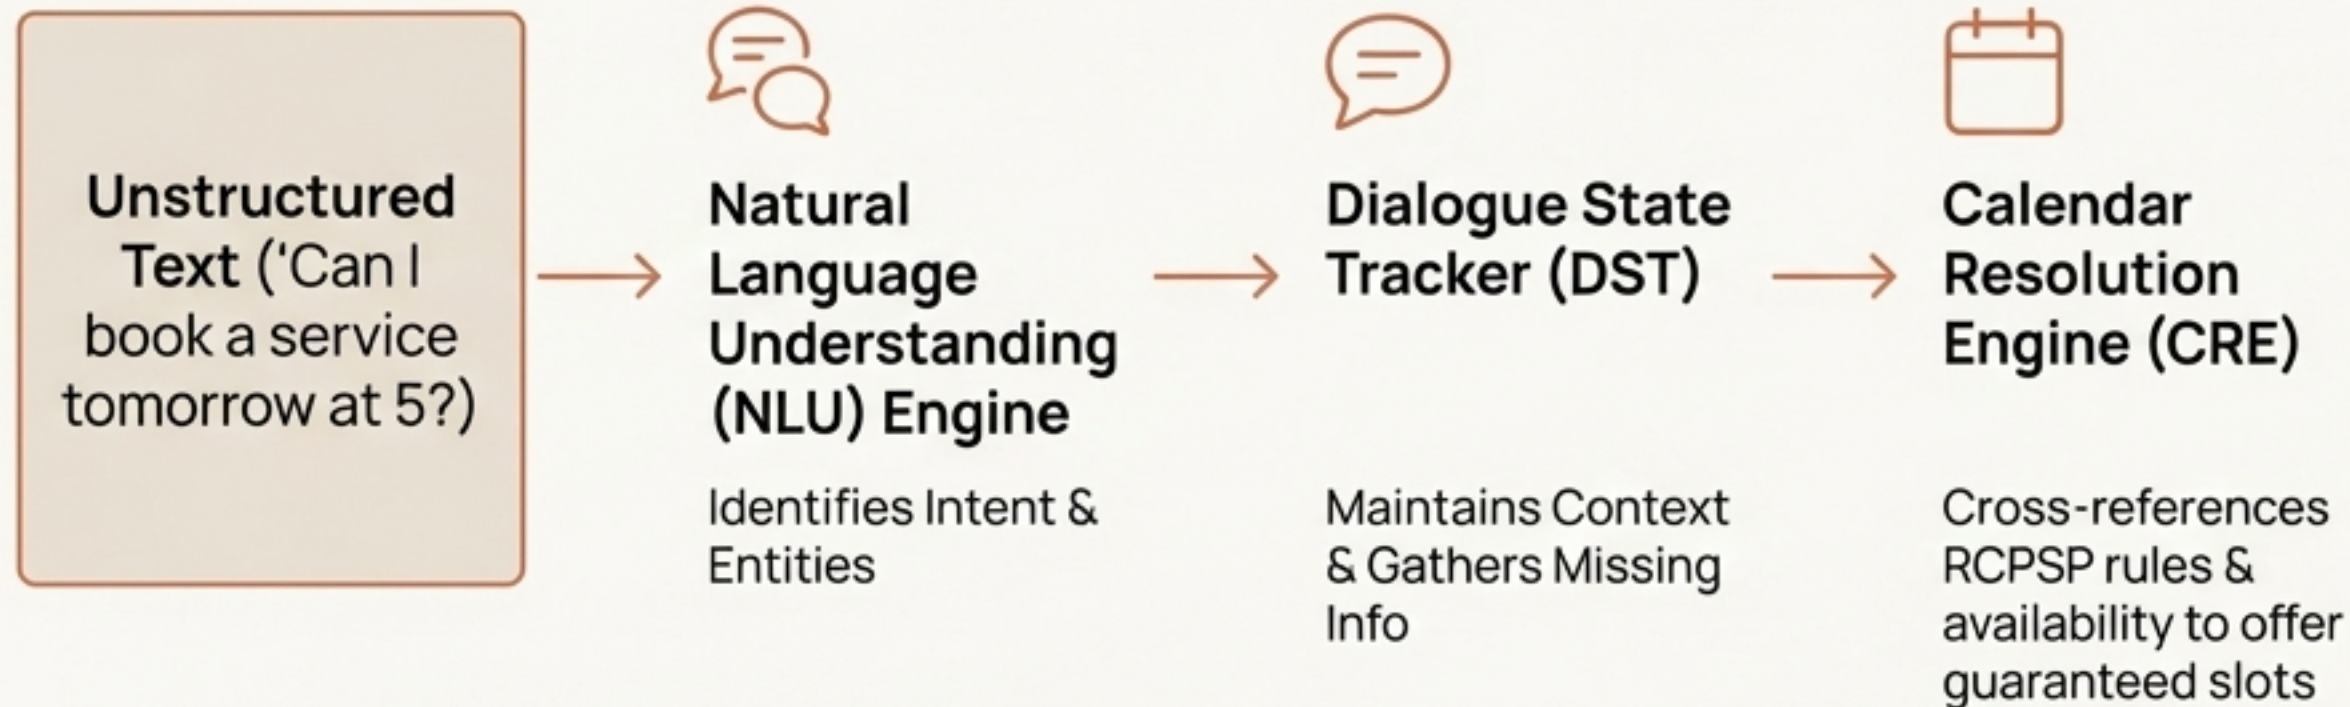 Unstructured
Text (‘Can I
book a service
tomorrow at 5?)
Natural
Language
Understanding
(NLU) Engine
Identifies Intent &
Entities
Dialogue State
Tracker (DST)
Maintains Context
& Gathers Missing
Info
Calendar
Resolution
Engine (CRE)
Cross-references
RCPSP rules &
availability to offer
guaranteed slots